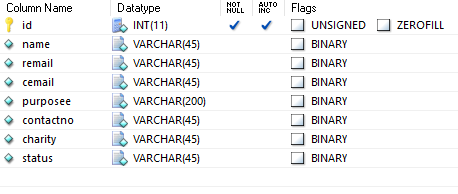 Column Name Datatype NOT NULL AUTO INC Flags
id INT(11) UNSIGNED ZEROFILL
name VARCHAR(45) BINARY
remail VARCHAR(45) BINARY
cemail VARCHAR(45) BINARY
purposee VARCHAR(200) BINARY
contactno VARCHAR(45) BINARY
charity VARCHAR(45) BINARY
status VARCHAR(45) BINARY